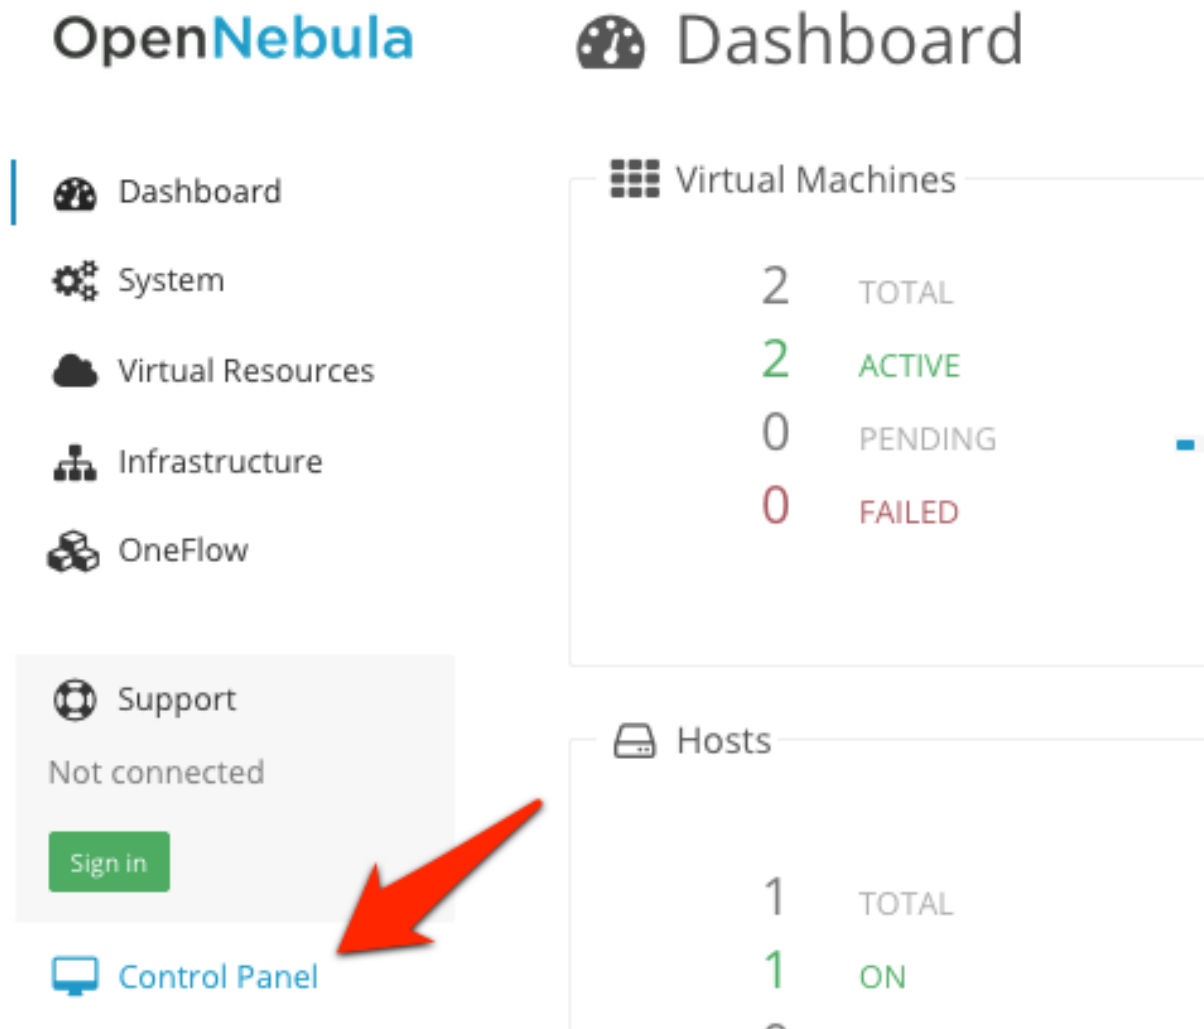 OpenNebula
Dashboard
Dashboard
System
Virtual Resources
Infrastructure
OneFlow
Support
Not connected
Sign in
Control Panel
Virtual Machines
2 TOTAL
2 ACTIVE
0 PENDING
0 FAILED
Hosts
1 TOTAL
1 ON